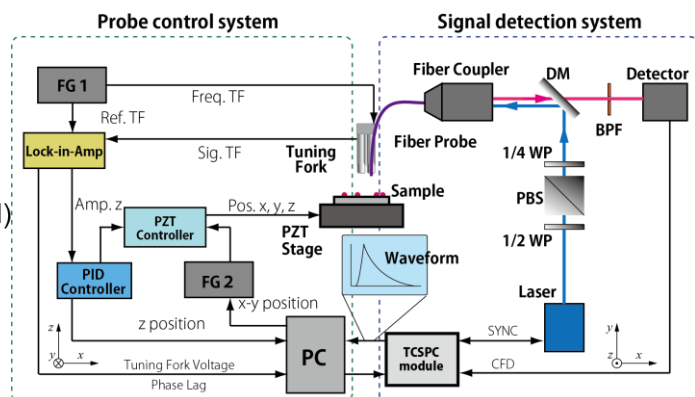 Probe control system
Signal detection system
FG 1
Freq. TF
Fiber Coupler
DM
Detector
Ref. TF
Lock-in-Amp
Sig. TF
Tuning
Fork
Fiber Probe
BPF
1/4 WP
)
Amp. z
PZT
Controller
Pos. x, y, z
Sample
PBS
PZT
Stage
1/2 WP
PID
Controller
FG 2
Waveform
x-y position
Laser
z position
z
y
x
PC
SYNC
TCSPC
module
y
z
x
Tuning Fork Voltage
Phase Lag
CFD